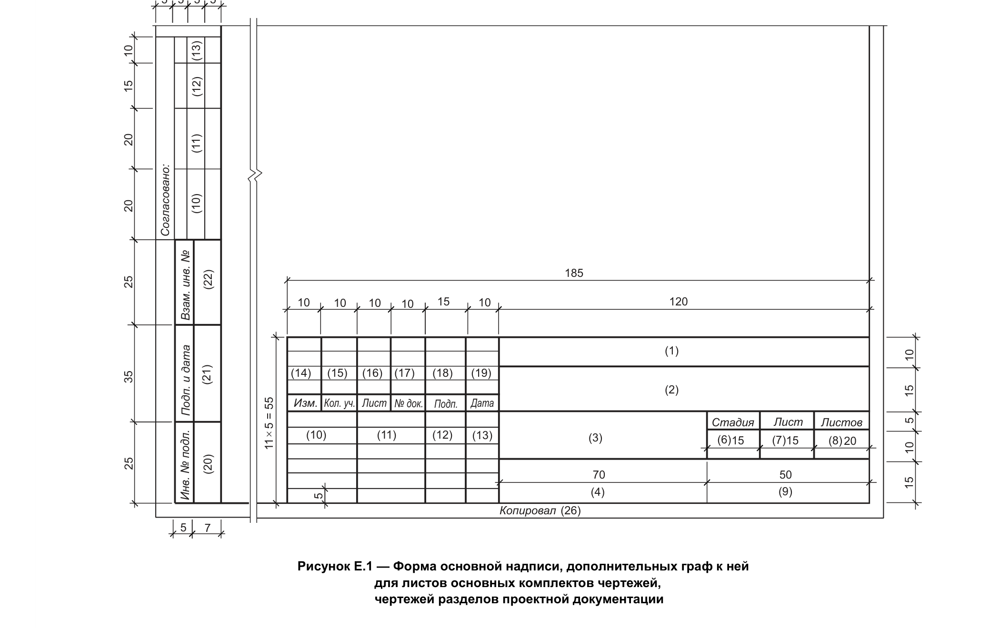 5 5 5 5
10
(13)
15
(12)
20
(11)
20
(10)
Согласовано:
25
Взам. инв. №
(22)
35
Подп. и дата
(21)
25
Инв. № подл.
(20)
5 7
185
10 10 10 10 15 10 120
11 × 5 = 55
(1)
10
(14) (15) (16) (17) (18) (19)
(2)
15
Изм. Кол. уч. Лист № док. Подп. Дата
Стадия Лист Листов
5
(10) (11) (12) (13)
(3)
(6) 15 (7) 15 (8) 20
10
70 50
15
5
(4) (9)
Копировал (26)
Рисунок Е.1 — Форма основной надписи, дополнительных граф к ней
для листов основных комплектов чертежей,
чертежей разделов проектной документации